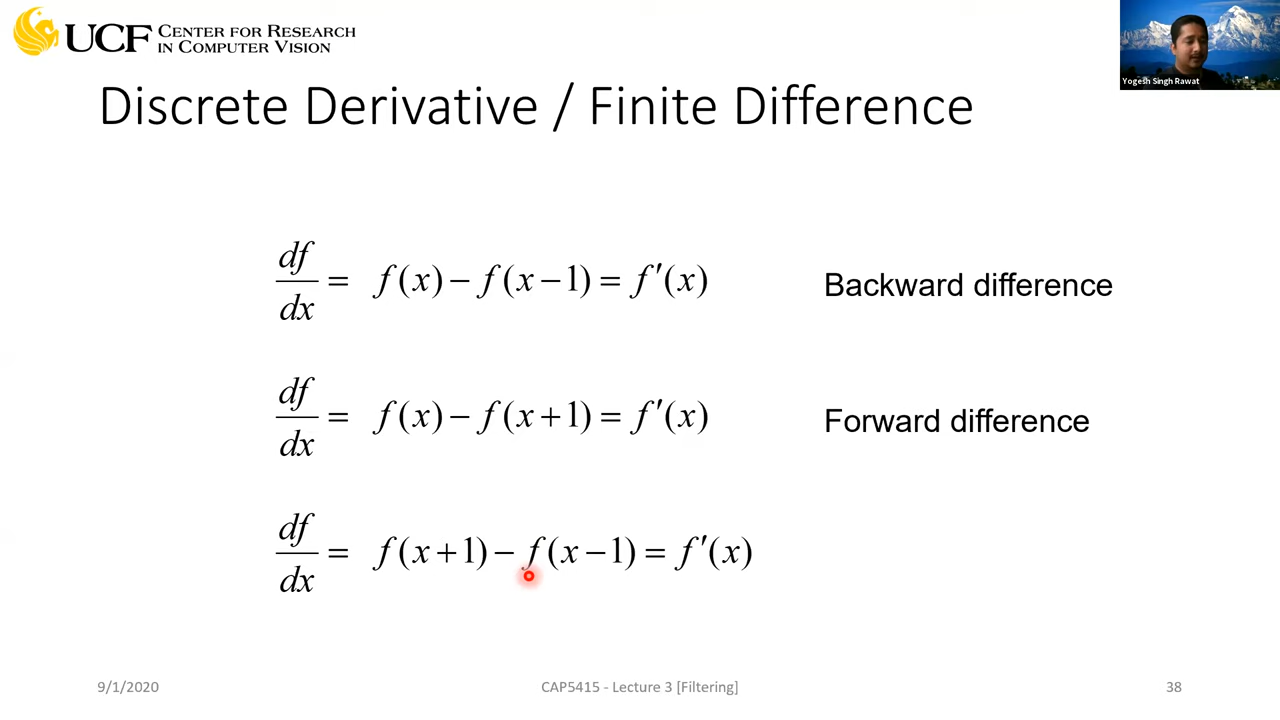 UCF CENTER FOR RESEARCH
IN COMPUTER VISION
Yogesh Singh Rawat
Discrete Derivative / Finite Difference
df/dx = f(x) − f(x−1) = f′(x) Backward difference
df/dx = f(x) − f(x+1) = f′(x) Forward difference
df/dx = f(x+1) − f(x−1) = f′(x)
9/1/2020 CAP5415 - Lecture 3 [Filtering] 38